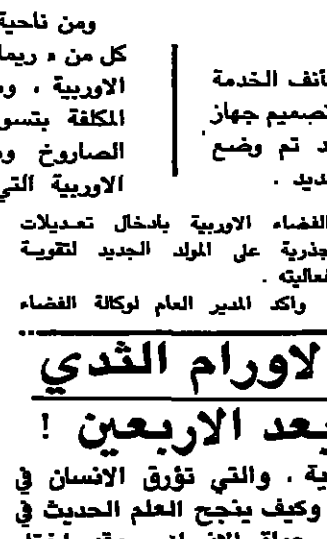 ومن ناحية
كل من « ريما
الاوربية ، و
المكلفة بتسو
الصاروخ و
الاوربية التي
أنف الخدمة
تصميم جهاز
د تم وضع
ديد .
الفضاء الاوربية بادخال تعديلات
جذرية على المولد الجديد لتقوية
فعاليته .
واكد المدير العام لوكالة الفضاء
لاورام الثدي
بعد الاربعين !
ية . والتي تؤرق الانسان في
وكيف ينجح العلم الحديث في